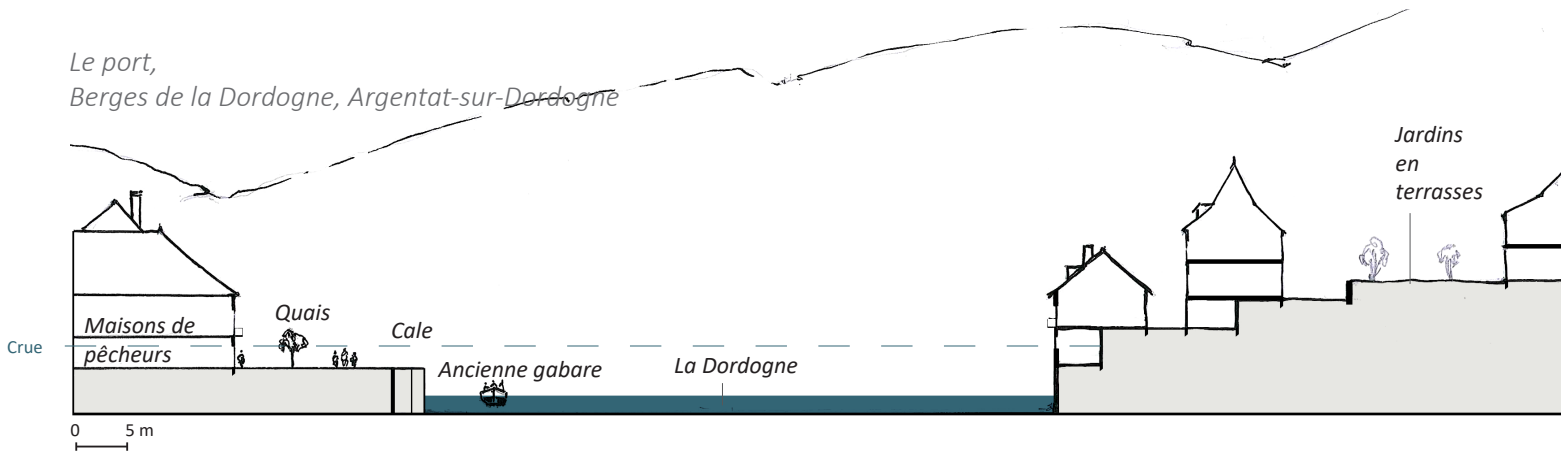 Le port,
Berges de la Dordogne, Argentat-sur-Dordogne
Jardins
en
terrasses
Quais
Maisons de
pêcheurs
Cale
Crue
Ancienne gabare
La Dordogne
0 5 m